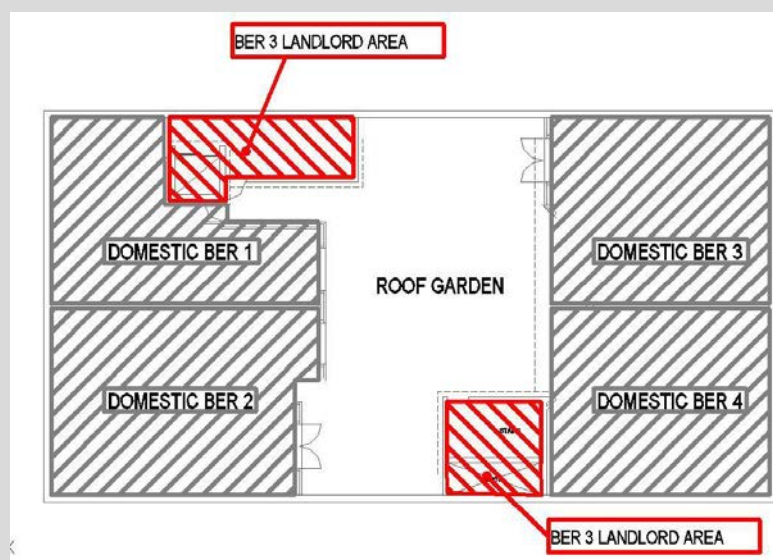 BER 3 LANDLORD AREA
DOMESTIC BER 1
DOMESTIC BER 3
ROOF GARDEN
DOMESTIC BER 2
DOMESTIC BER 4
BER 3 LANDLORD AREA